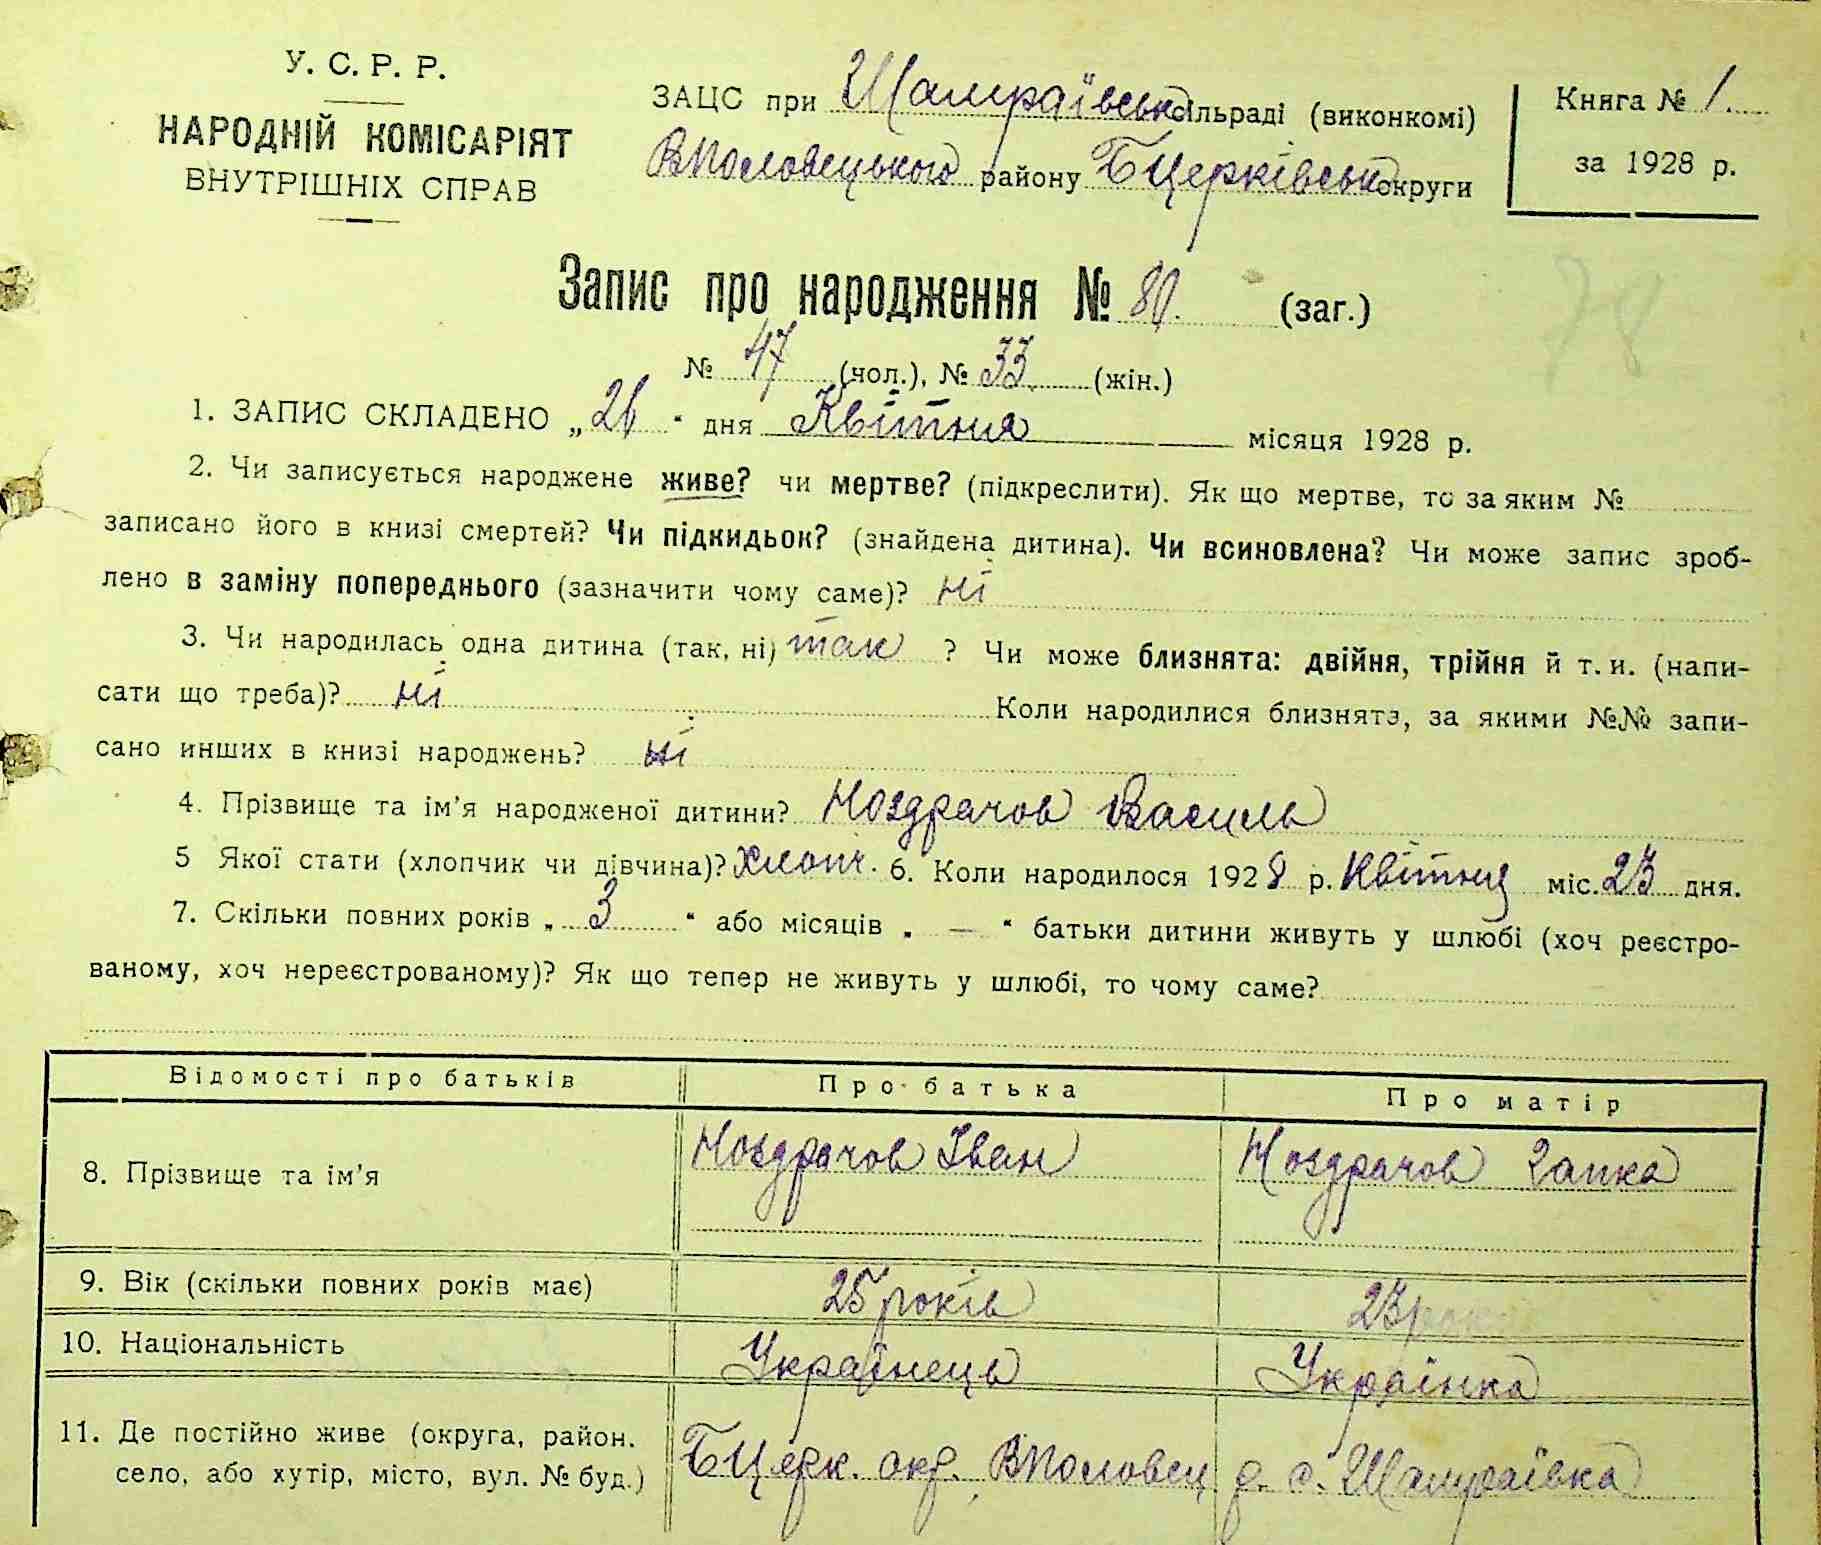 У. С. Р. Р.
НАРОДНІЙ КОМІСАРІЯТ
ВНУТРІШНІХ СПРАВ
ЗАЦС при Шамраївськ сільраді (виконкомі)
ВПоловецького району БЦерківськ округи
Книга № 1.
за 1928 р.
Запис про народження № 80. (заг.)
78
№ 47 (чол.), № 33 (жін.)
1. ЗАПИС СКЛАДЕНО „26“ дня Квітня місяця 1928 р.
2. Чи записується народжене живе? чи мертве? (підкреслити). Як що мертве, то за яким №
записано його в книзі смертей? Чи підкидьок? (знайдена дитина). Чи всиновлена? Чи може запис зроб-
лено в заміну попереднього (зазначити чому саме)? ні
3. Чи народилась одна дитина (так, ні) так ? Чи може близнята: двійня, трійня й т. и. (напи-
сати що треба)? ні Коли народилися близнята, за якими №№ запи-
сано инших в книзі народжень? ні
4. Прізвище та ім'я народженої дитини? Ноздрачов Василь
5 Якої стати (хлопчик чи дівчина)? Хлопч. 6. Коли народилося 1928 р. Квітня міс. 23 дня.
7. Скільки повних років „ 3 “ або місяців „ — “ батьки дитини живуть у шлюбі (хоч реєстро-
ваному, хоч нереєстрованому)? Як що тепер не живуть у шлюбі, то чому саме?
Відомості про батьків Про батька Про матір
8. Прізвище та ім'я Ноздрачов Іван Ноздрачов Гапка
9. Вік (скільки повних років має) 25 років 23 рок
10. Національність Українець Українка
11. Де постійно живе (округа, район.
село, або хутір, місто, вул. № буд.) БЦерк. окр. ВПоловец р. с. Шамраївка